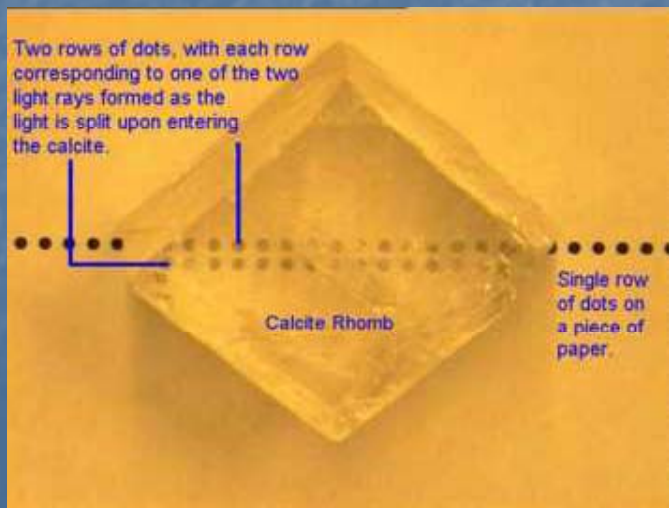 Two rows of dots, with each row
corresponding to one of the two
light rays formed as the
light is split upon entering
the calcite.
Calcite Rhomb
Single row
of dots on
a piece of
paper.